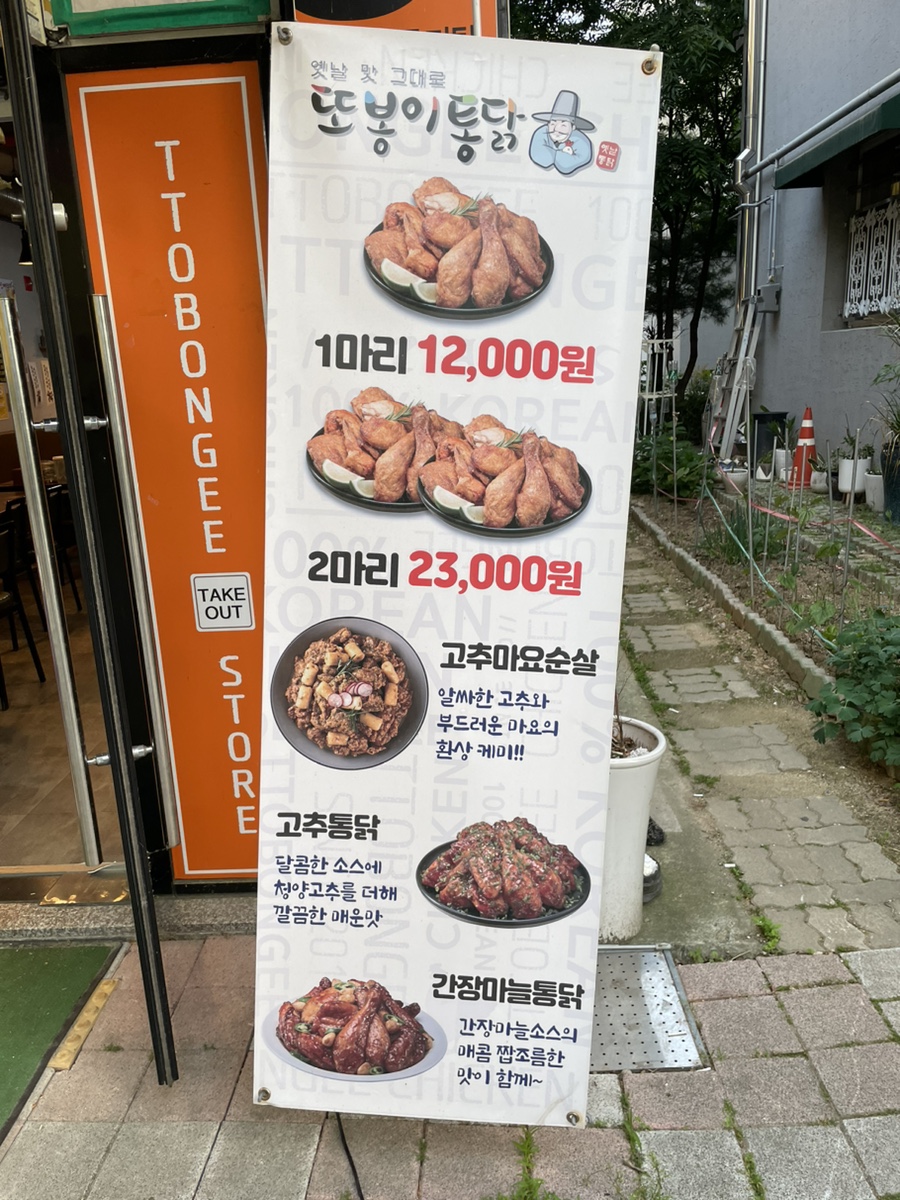 TTOBONGEE
TAKE
OUT
STORE
옛날 맛 그대로
또봉이통닭
옛날
통닭
1마리 12,000원
2마리 23,000원
고추마요순살
알싸한 고추와
부드러운 마요의
환상 케미!!
고추통닭
달콤한 소스에
청양고추를 더해
깔끔한 매운맛
간장마늘통닭
간장마늘소스의
매콤 짭쪼름한
맛이 함께~